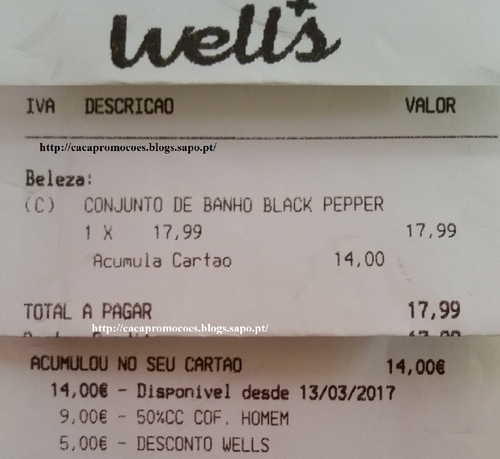 well's
IVA DESCRICAO VALOR
http://cacapromocoes.blogs.sapo.pt/
Beleza:
(C) CONJUNTO DE BANHO BLACK PEPPER
1 X 17,99 17,99
Acumula Cartao 14,00
TOTAL A PAGAR 17,99
http://cacapromocoes.blogs.sapo.pt/
ACUMULOU NO SEU CARTAO 14,00€
14,00€ - Disponivel desde 13/03/2017
9,00€ - 50%CC COF. HOMEM
5,00€ - DESCONTO WELLS